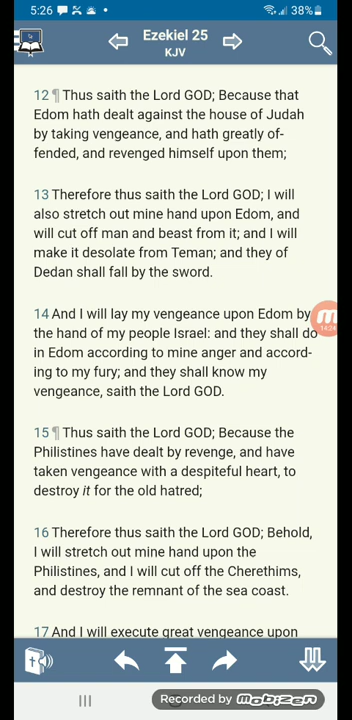 5:26 38%
Ezekiel 25
KJV
12 ¶ Thus saith the Lord GOD; Because that
Edom hath dealt against the house of Judah
by taking vengeance, and hath greatly of-
fended, and revenged himself upon them;
13 Therefore thus saith the Lord GOD; I will
also stretch out mine hand upon Edom, and
will cut off man and beast from it; and I will
make it desolate from Teman; and they of
Dedan shall fall by the sword.
14 And I will lay my vengeance upon Edom by
the hand of my people Israel: and they shall do
in Edom according to mine anger and accord-
ing to my fury; and they shall know my
vengeance, saith the Lord GOD.
14:24
15 ¶ Thus saith the Lord GOD; Because the
Philistines have dealt by revenge, and have
taken vengeance with a despiteful heart, to
destroy it for the old hatred;
16 Therefore thus saith the Lord GOD; Behold,
I will stretch out mine hand upon the
Philistines, and I will cut off the Cherethims,
and destroy the remnant of the sea coast.
17 And I will execute great vengeance upon
Recorded by MOBIZEN